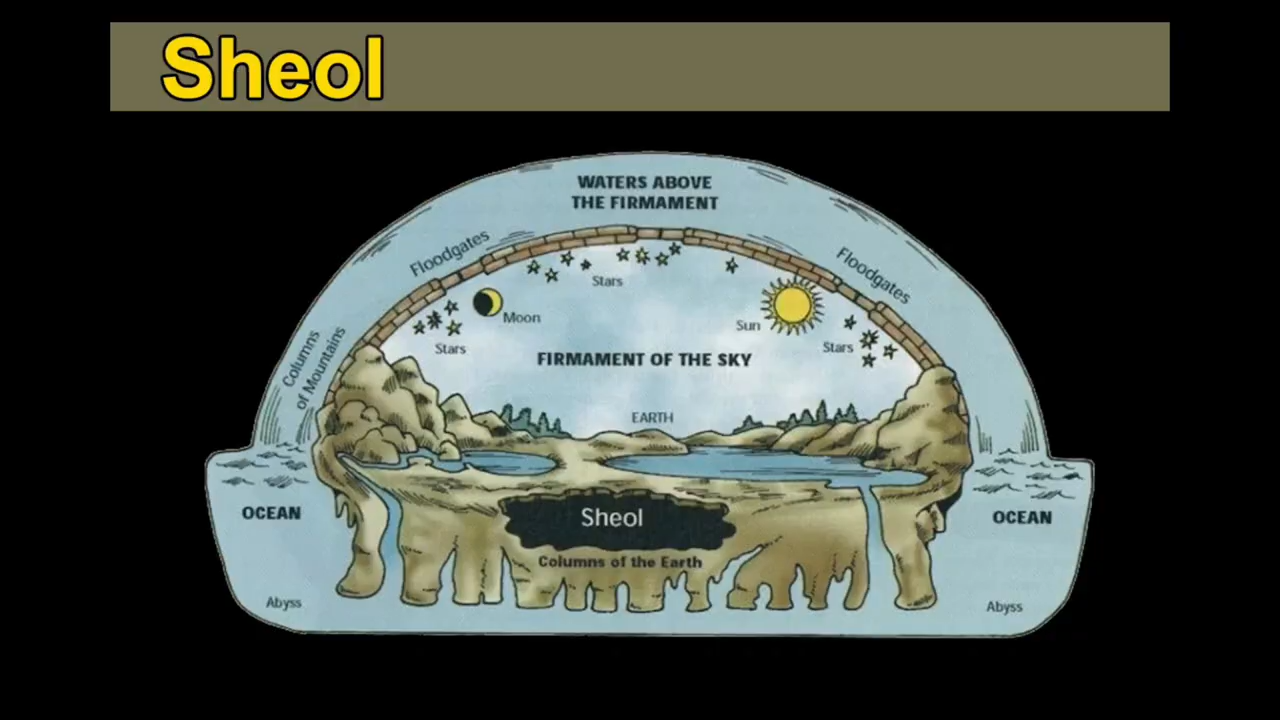 Sheol
WATERS ABOVE
THE FIRMAMENT
Floodgates
Floodgates
Stars
Moon
Sun
Stars
Stars
Columns
of Mountains
FIRMAMENT OF THE SKY
EARTH
OCEAN
Sheol
OCEAN
Columns of the Earth
Abyss
Abyss